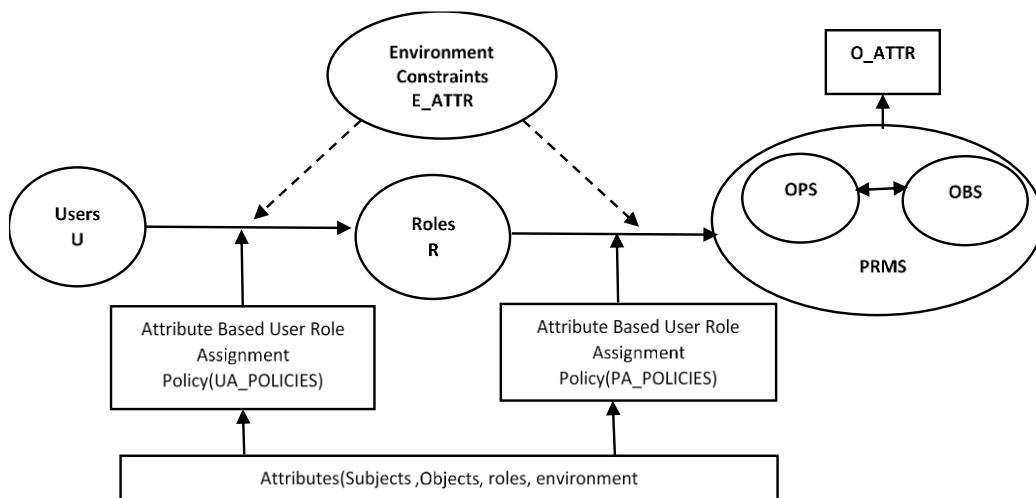 Environment
Constraints
E_ATTR
O_ATTR
Users
U
Roles
R
OPS
OBS
PRMS
Attribute Based User Role
Assignment
Policy(UA_POLICIES)
Attribute Based User Role
Assignment
Policy(PA_POLICIES)
Attributes(Subjects ,Objects, roles, environment